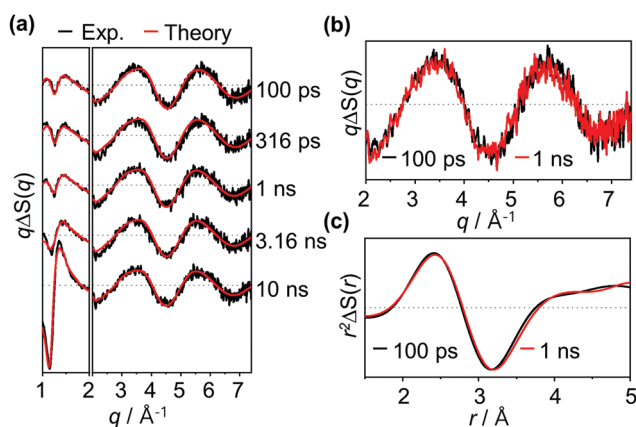 (a)
Exp.
Theory
qΔS(q)
100 ps
316 ps
1 ns
3.16 ns
10 ns
1 2 3 4 5 6 7
q / Å⁻¹
(b)
qΔS(q)
100 ps
1 ns
2 3 4 5 6 7
q / Å⁻¹
(c)
r²ΔS(r)
100 ps
1 ns
2 3 4 5
r / Å